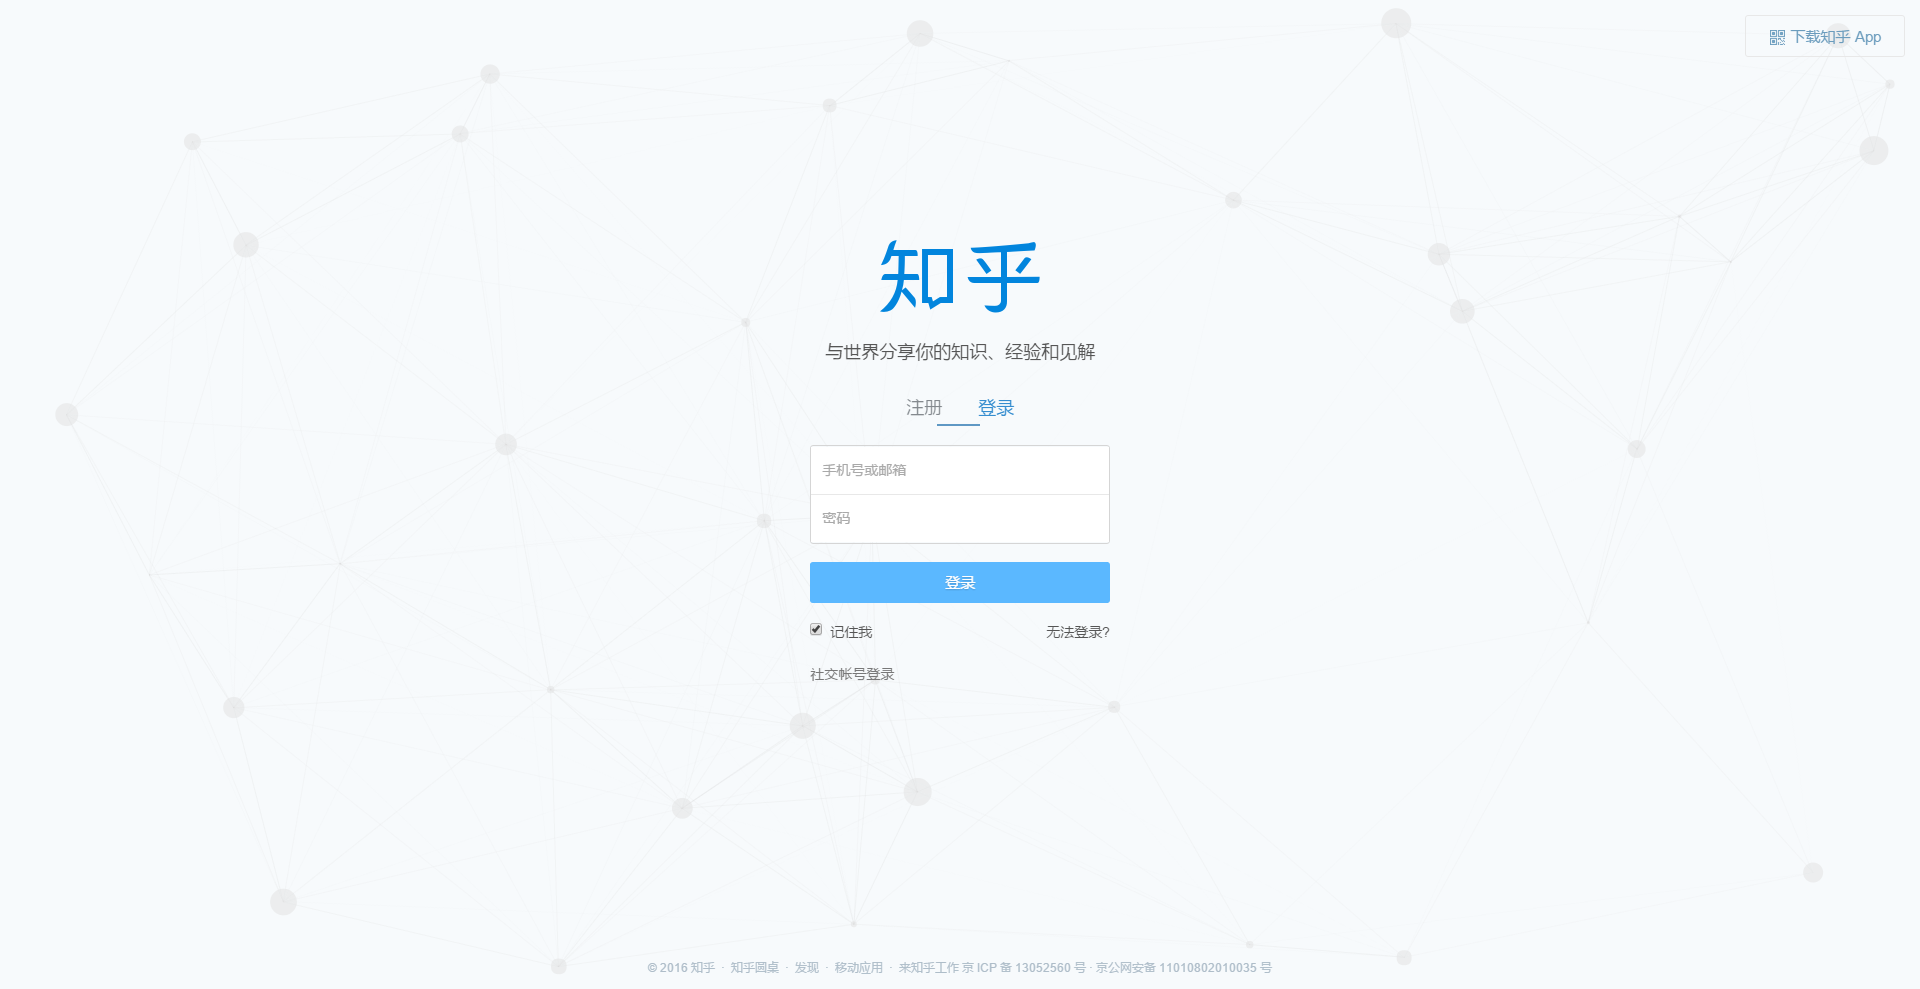 下载知乎 App
知乎
与世界分享你的知识、经验和见解
注册 登录
手机号或邮箱
密码
登录
记住我 无法登录?
社交帐号登录
© 2016 知乎 · 知乎圆桌 · 发现 · 移动应用 · 来知乎工作 京 ICP 备 13052560 号 · 京公网安备 11010802010035 号